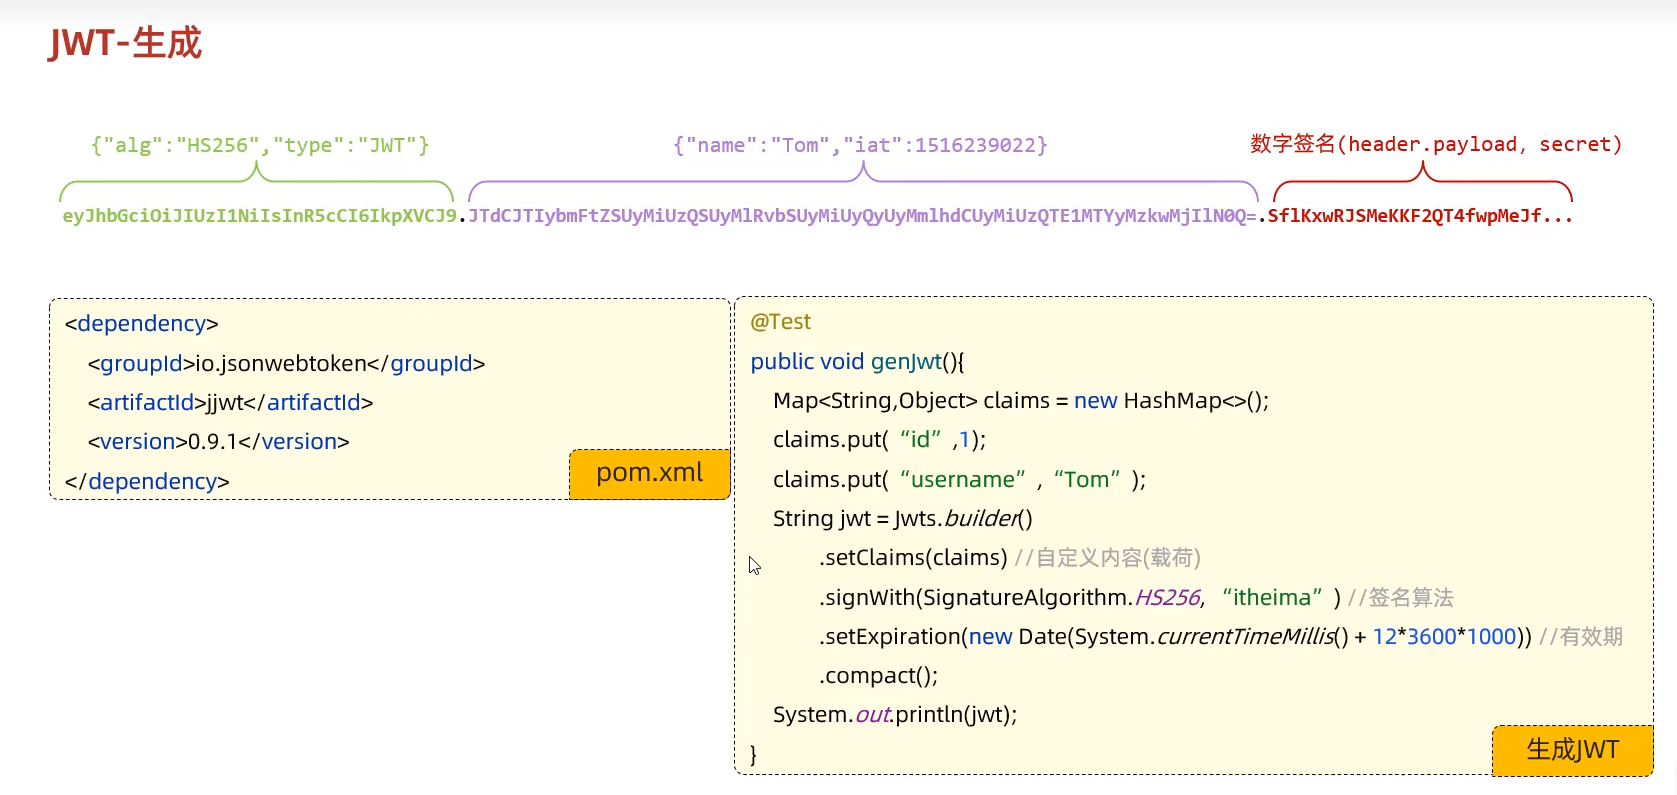 JWT-生成
{"alg":"HS256","type":"JWT"}
{"name":"Tom","iat":1516239022}
数字签名(header.payload, secret)
eyJhbGciOiJIUzI1NiIsInR5cCI6IkpXVCJ9.JTdCJTIybmFtZSUyMiUzQSUyMlRvbSUyMiUyQyUyMmlhdCUyMiUzQTE1MTYyMzkwMjIlN0Q=.SflKxwRJSMeKKF2QT4fwpMeJf...
<dependency>
<groupId>io.jsonwebtoken</groupId>
<artifactId>jjwt</artifactId>
<version>0.9.1</version>
</dependency>
pom.xml
@Test
public void genJwt(){
Map<String,Object> claims = new HashMap<>();
claims.put( “id” ,1);
claims.put( “username” , “Tom” );
String jwt = Jwts.builder()
.setClaims(claims) //自定义内容(载荷)
.signWith(SignatureAlgorithm.HS256, “itheima” ) //签名算法
.setExpiration(new Date(System.currentTimeMillis() + 12*3600*1000)) //有效期
.compact();
System.out.println(jwt);
}
生成JWT